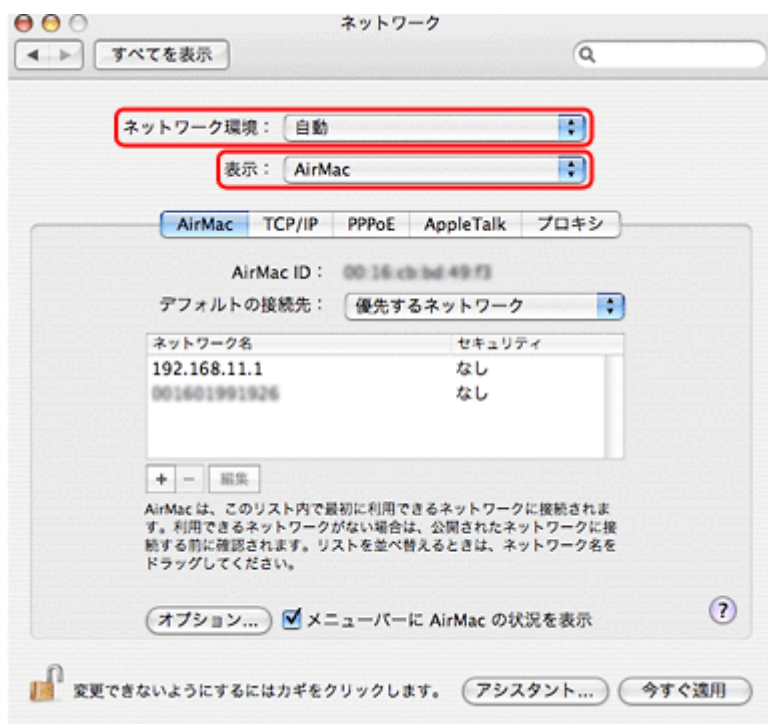 ネットワーク
すべてを表示
ネットワーク環境： 自動
表示： AirMac
AirMac TCP/IP PPPoE AppleTalk プロキシ
AirMac ID：
デフォルトの接続先： 優先するネットワーク
ネットワーク名 セキュリティ
192.168.11.1 なし
001601991926 なし
+ − 編集
AirMac は、このリスト内で最初に利用できるネットワークに接続されま
す。利用できるネットワークがない場合は、公開されたネットワークに接
続する前に確認されます。リストを並べ替えるときは、ネットワーク名を
ドラッグしてください。
オプション... メニューバーに AirMac の状況を表示 ?
変更できないようにするにはカギをクリックします。 アシスタント... 今すぐ適用